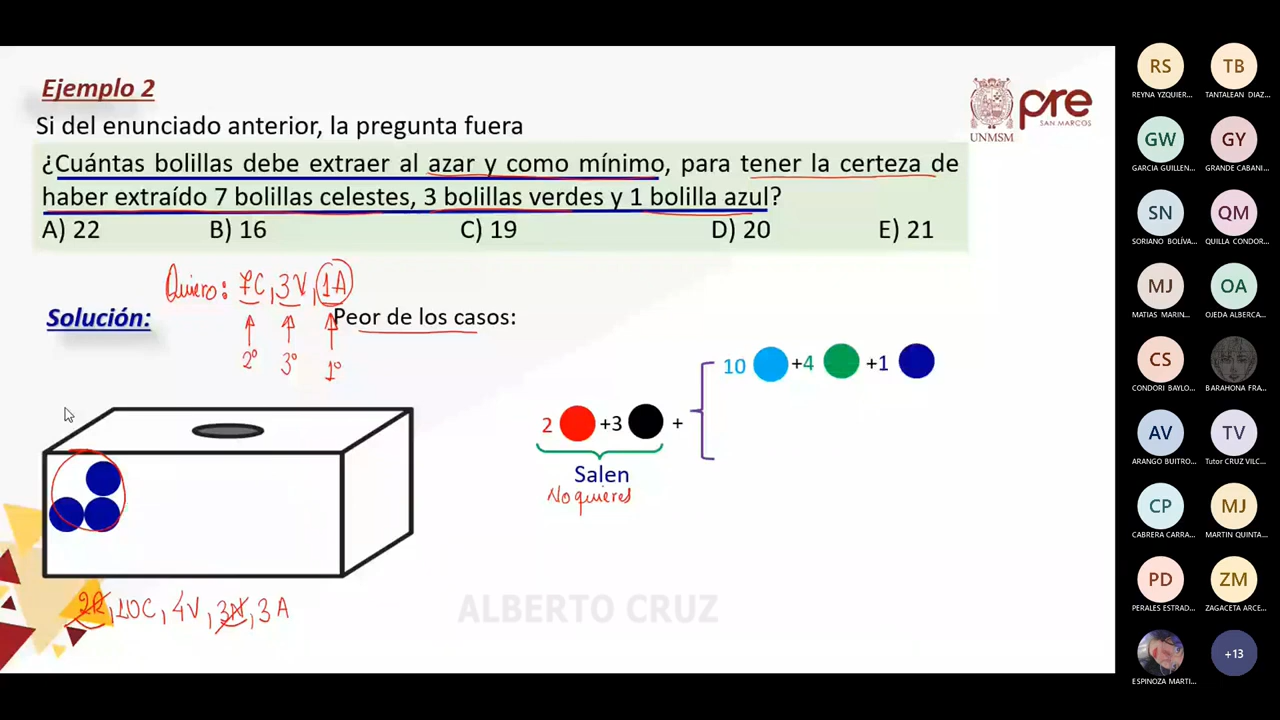 Ejemplo 2
Si del enunciado anterior, la pregunta fuera
¿Cuántas bolillas debe extraer al azar y como mínimo, para tener la certeza de
haber extraído 7 bolillas celestes, 3 bolillas verdes y 1 bolilla azul?
A) 22 B) 16 C) 19 D) 20 E) 21
UNMSM
pre
SAN MARCOS
Quiero: 7C, 3V, 1A
Solución:
Peor de los casos:
2° 3° 1°
10 +4 +1
2 +3 +
Salen
No quieres
2R, 10C, 4V, 3N, 3A
ALBERTO CRUZ
RS TB
REYNA YZQUIER... TANTALEAN DIAZ...
GW GY
GARCIA GUILLEN... GRANDE CABANI...
SN QM
SORIANO BOLÍVA... QUILLA CONDOR...
MJ OA
MATIAS MARIN... OJEDA ALBERCA...
CS
CONDORI BAYLO... BARAHONA FRA...
AV TV
ARANGO BUITRO... Tutor CRUZ VILC...
CP MJ
CABRERA CARRA... MARTIN QUINTA...
PD ZM
PERALES ESTRAD... ZAGACETA ARCE...
+13
ESPINOZA MARTI...